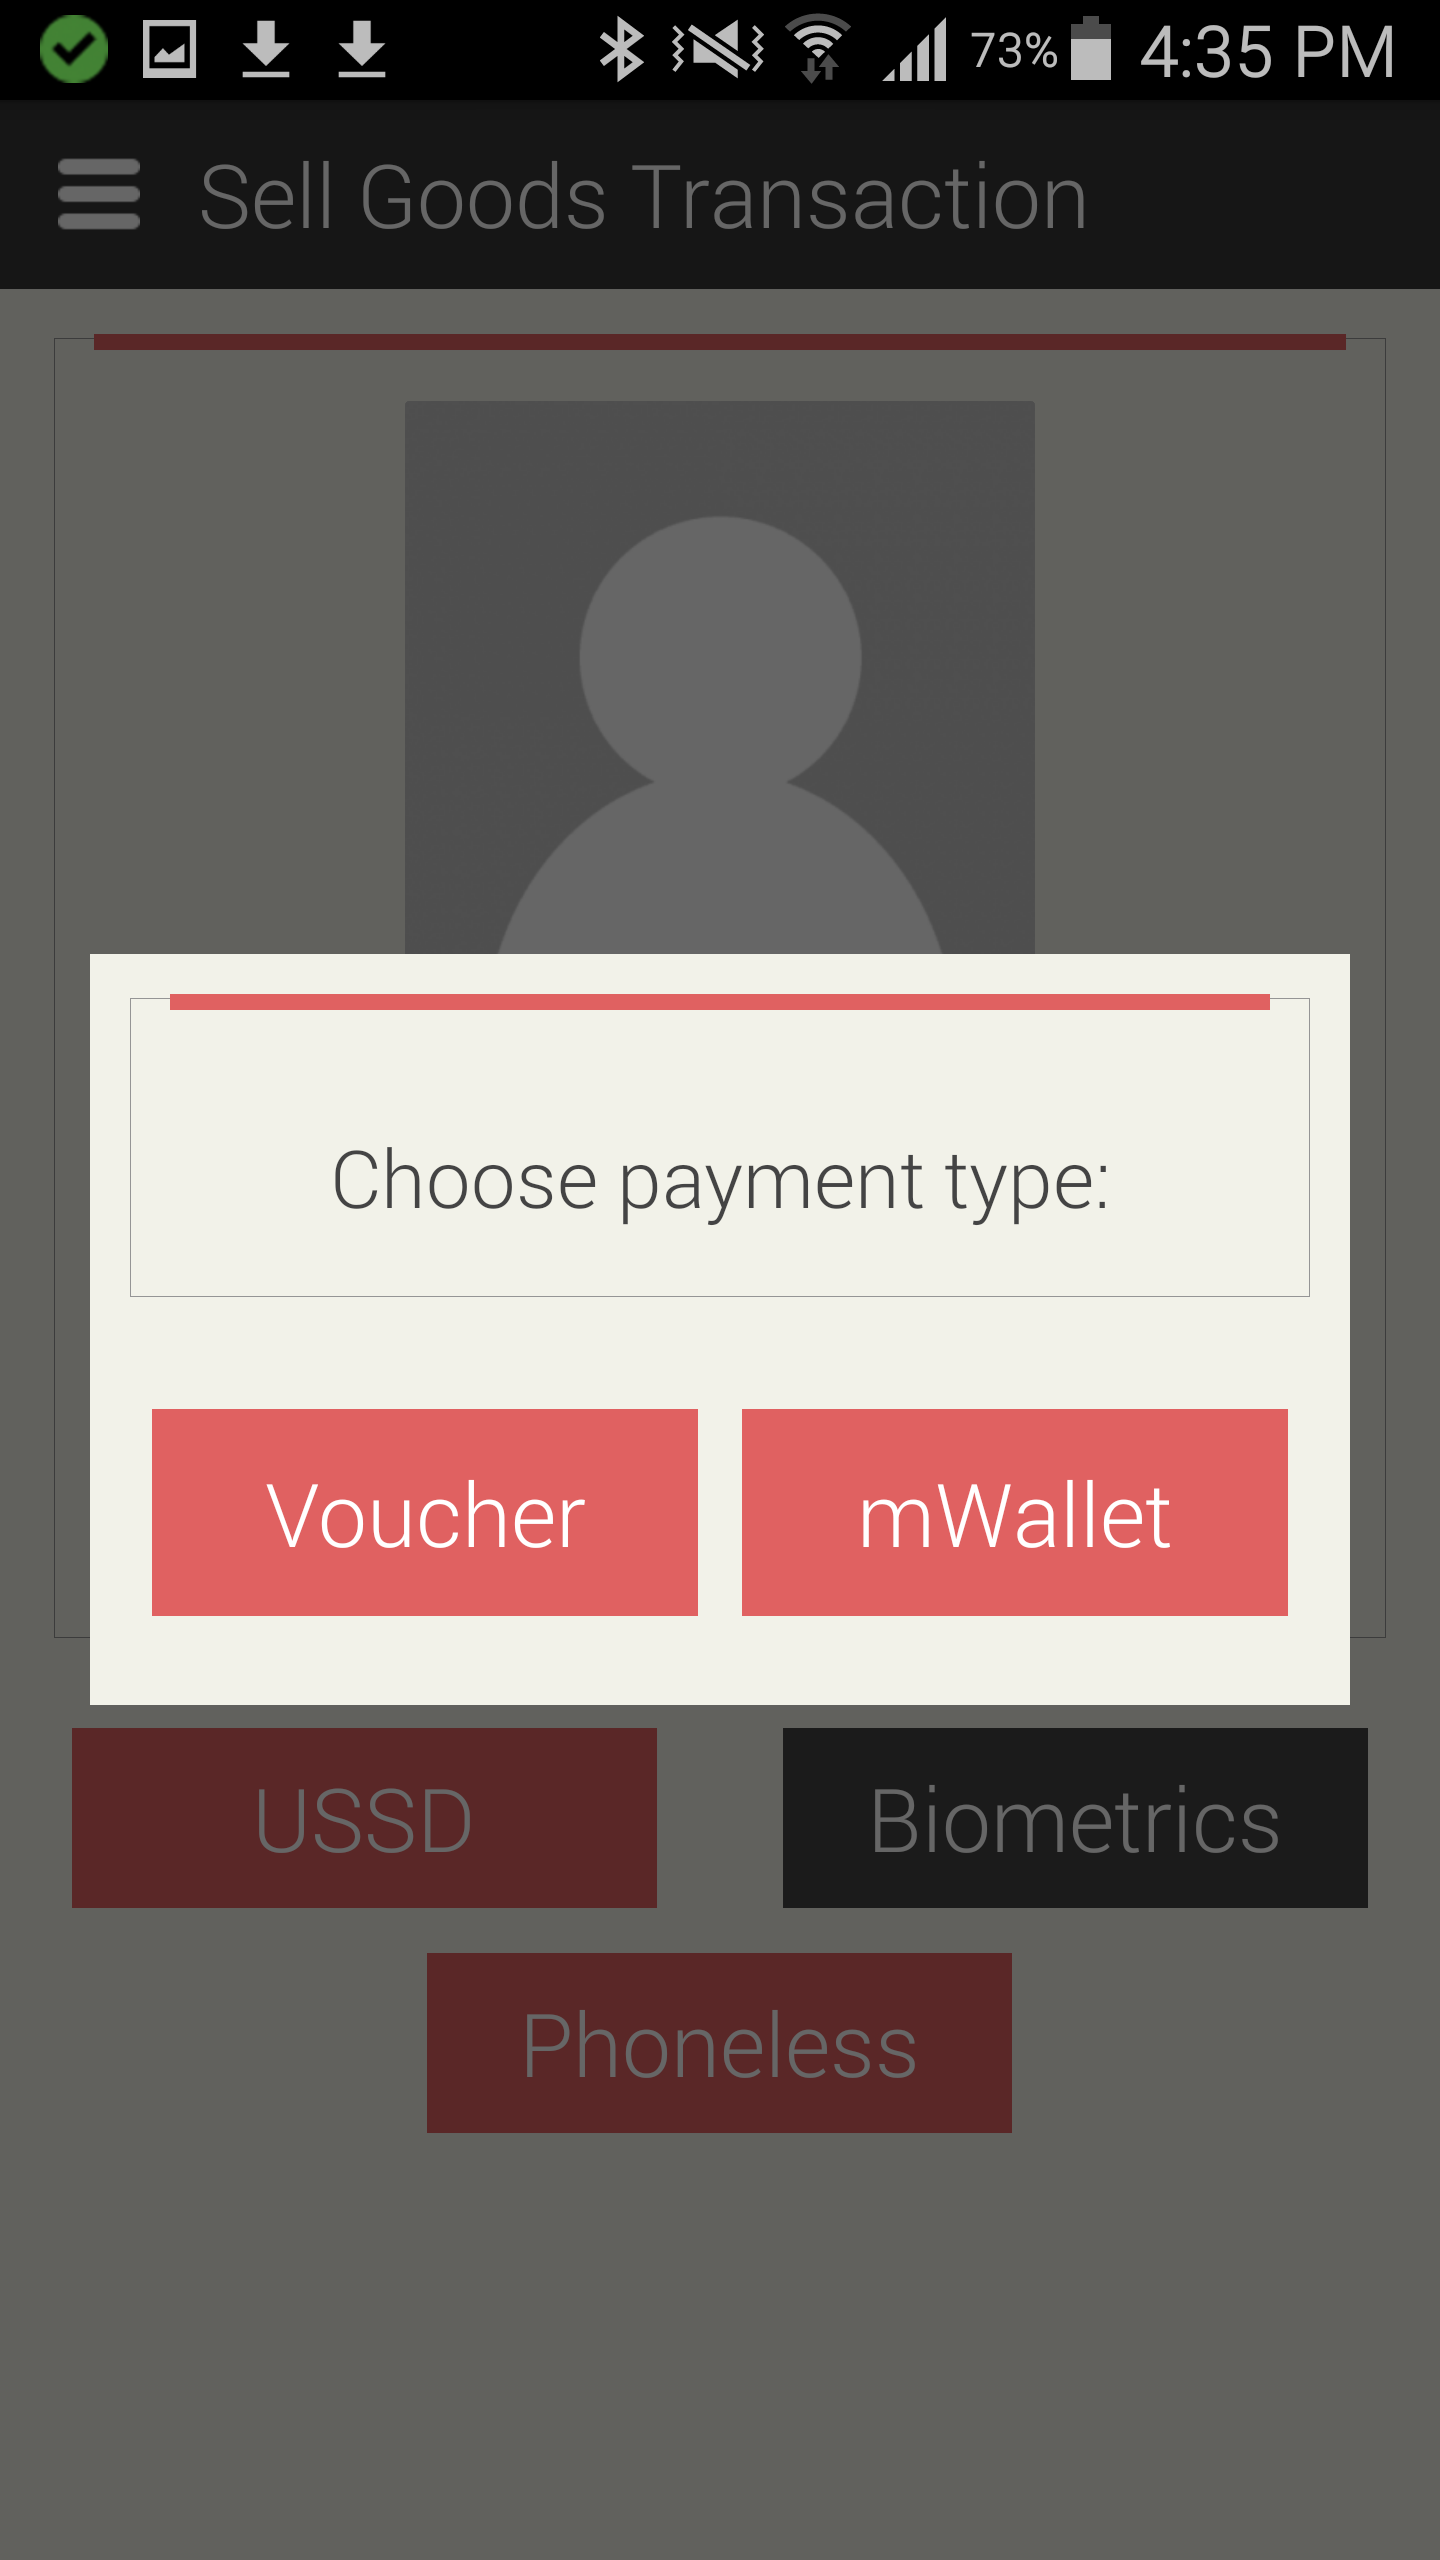 73% 4:35 PM
Sell Goods Transaction
Choose payment type:
Voucher mWallet
USSD Biometrics
Phoneless